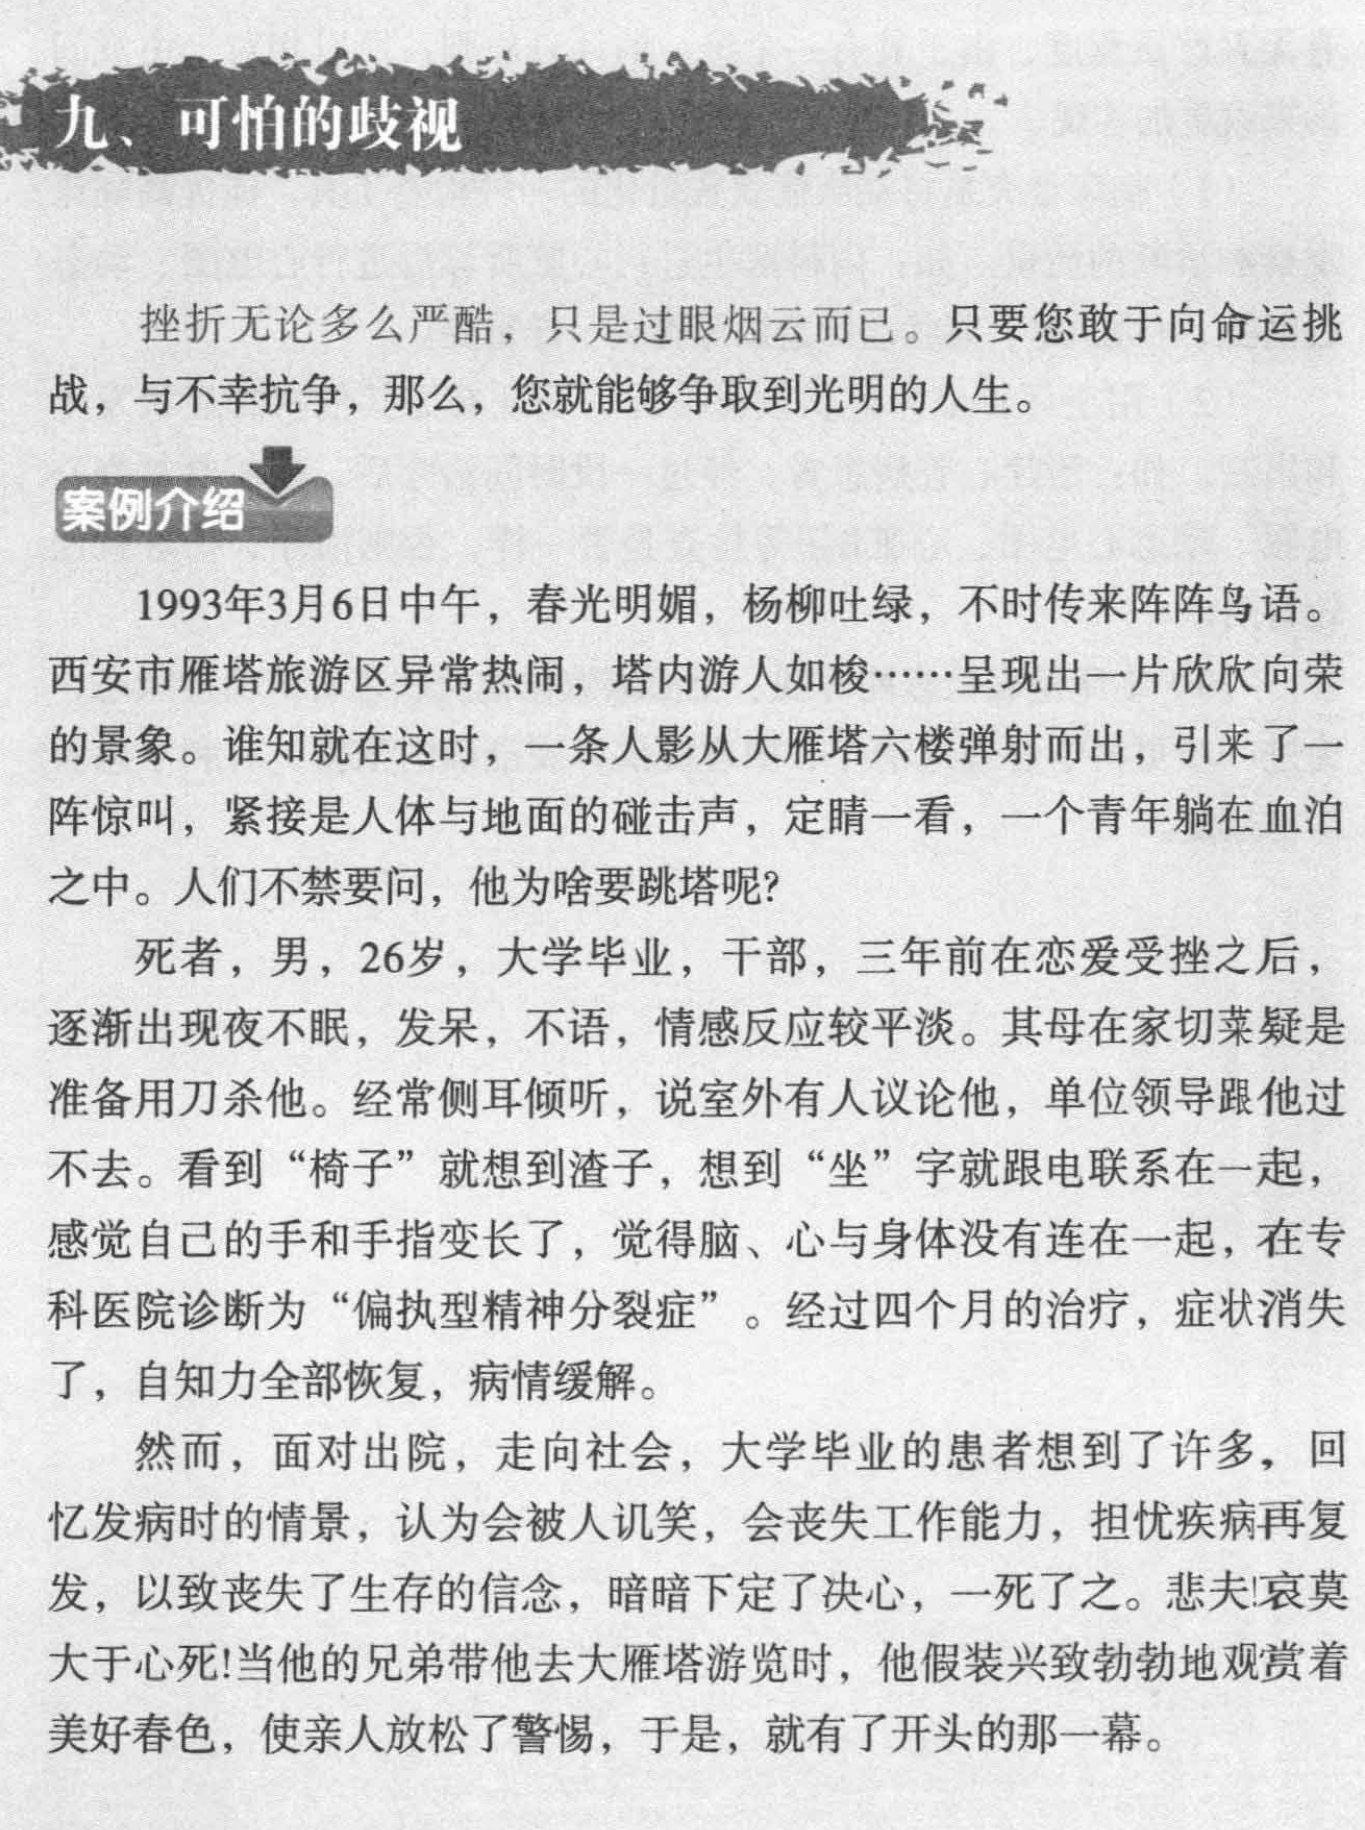 九、可怕的歧视
挫折无论多么严酷，只是过眼烟云而已。只要您敢于向命运挑
战，与不幸抗争，那么，您就能够争取到光明的人生。
案例介绍
1993年3月6日中午，春光明媚，杨柳吐绿，不时传来阵阵鸟语。
西安市雁塔旅游区异常热闹，塔内游人如梭……呈现出一片欣欣向荣
的景象。谁知就在这时，一条人影从大雁塔六楼弹射而出，引来了一
阵惊叫，紧接是人体与地面的碰击声，定睛一看，一个青年躺在血泊
之中。人们不禁要问，他为啥要跳塔呢?
死者，男，26岁，大学毕业，干部，三年前在恋爱受挫之后，
逐渐出现夜不眠，发呆，不语，情感反应较平淡。其母在家切菜疑是
准备用刀杀他。经常侧耳倾听，说室外有人议论他，单位领导跟他过
不去。看到“椅子”就想到渣子，想到“坐”字就跟电联系在一起，
感觉自己的手和手指变长了，觉得脑、心与身体没有连在一起，在专
科医院诊断为“偏执型精神分裂症”。经过四个月的治疗，症状消失
了，自知力全部恢复，病情缓解。
然而，面对出院，走向社会，大学毕业的患者想到了许多，回
忆发病时的情景，认为会被人讥笑，会丧失工作能力，担忧疾病再复
发，以致丧失了生存的信念，暗暗下定了决心，一死了之。悲夫!哀莫
大于心死!当他的兄弟带他去大雁塔游览时，他假装兴致勃勃地观赏着
美好春色，使亲人放松了警惕，于是，就有了开头的那一幕。